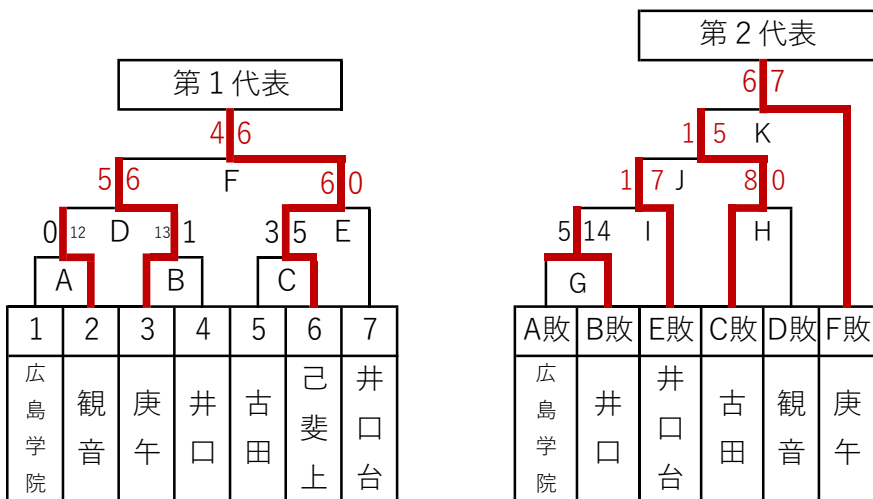 第2代表
第1代表
6 7
4 6
1 5 K
5 6 F 6 0
1 7 J 8 0
0 12 D 13 1 3 5 E
5 14 I H
A B C
G
1 2 3 4 5 6 7
A敗 B敗 E敗 C敗 D敗 F敗
広島学院
観音
庚午
井口
古田
己斐上
井口台
広島学院
井口
井口台
古田
観音
庚午